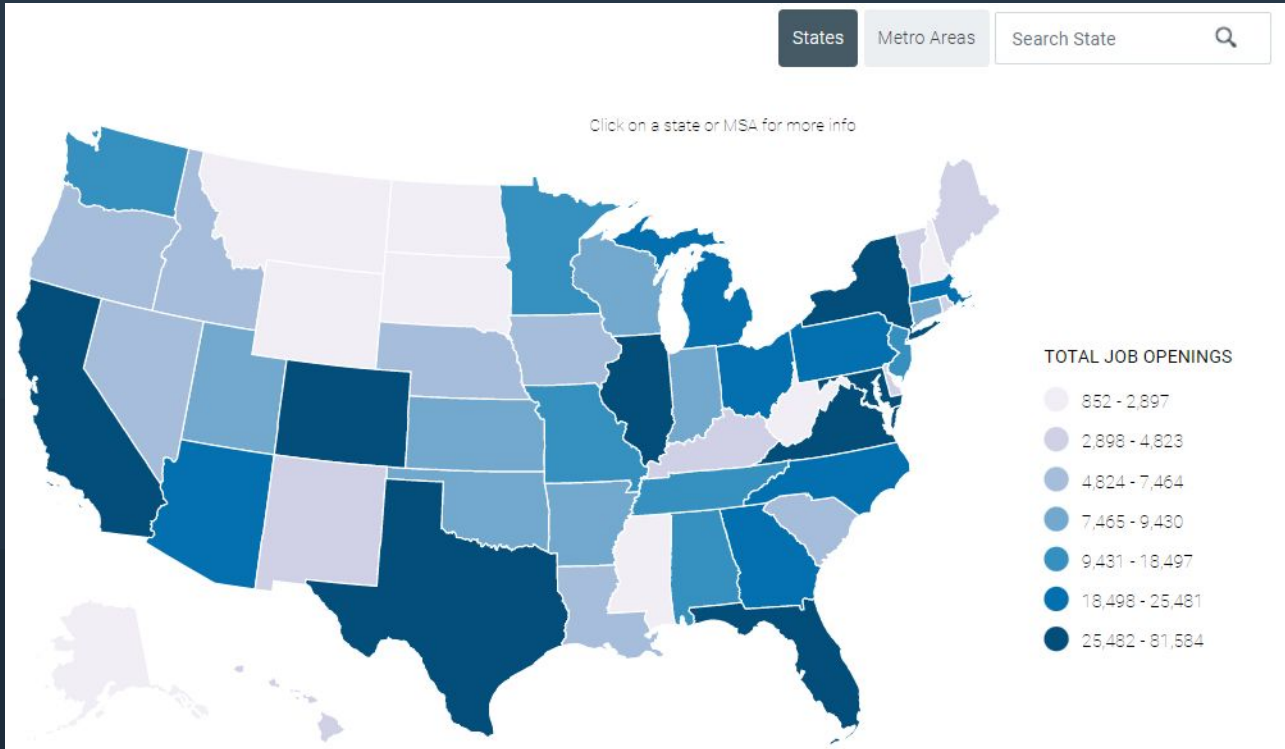 States
Metro Areas
Search State
Click on a state or MSA for more info
TOTAL JOB OPENINGS
852 - 2,897
2,898 - 4,823
4,824 - 7,464
7,465 - 9,430
9,431 - 18,497
18,498 - 25,481
25,482 - 81,584